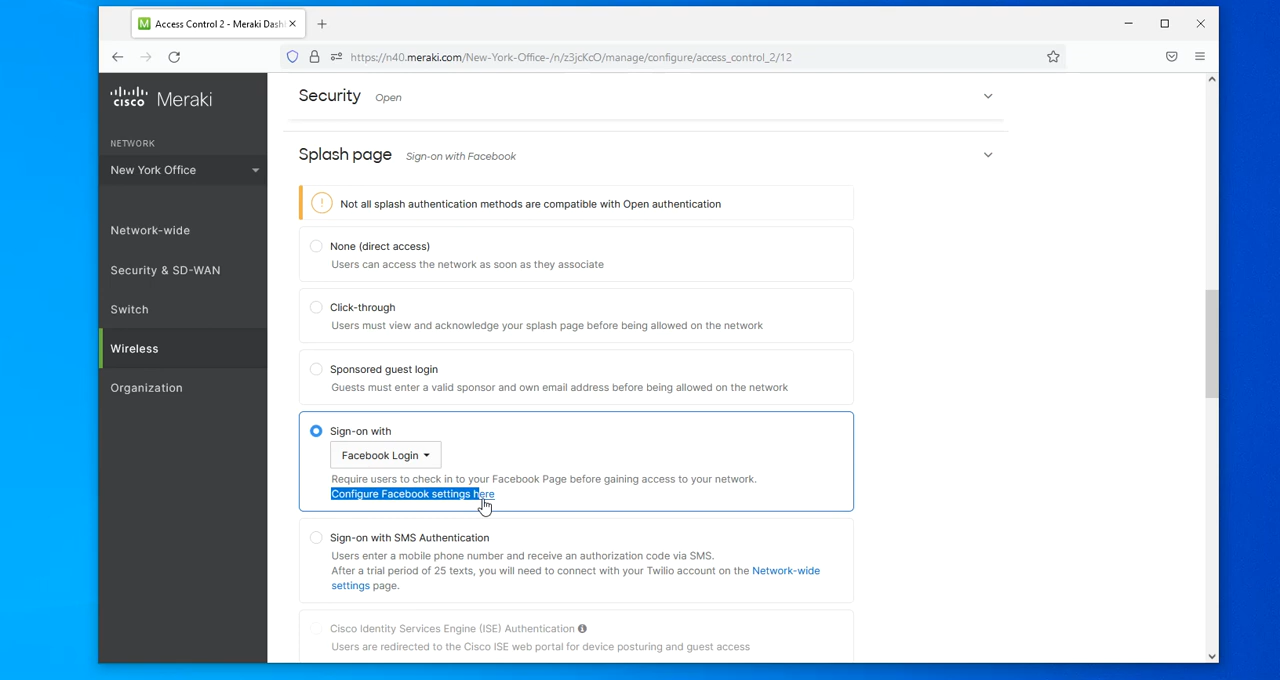 Access Control 2 - Meraki Dash
https://n40.meraki.com/New-York-Office-/n/z3jcKcO/manage/configure/access_control_2/12
CISCO Meraki
NETWORK
New York Office
Network-wide
Security & SD-WAN
Switch
Wireless
Organization
Security Open
Splash page Sign-on with Facebook
Not all splash authentication methods are compatible with Open authentication
None (direct access)
Users can access the network as soon as they associate
Click-through
Users must view and acknowledge your splash page before being allowed on the network
Sponsored guest login
Guests must enter a valid sponsor and own email address before being allowed on the network
Sign-on with
Facebook Login
Require users to check in to your Facebook Page before gaining access to your network.
Configure Facebook settings here
Sign-on with SMS Authentication
Users enter a mobile phone number and receive an authorization code via SMS.
After a trial period of 25 texts, you will need to connect with your Twilio account on the Network-wide
settings page.
Cisco Identity Services Engine (ISE) Authentication
Users are redirected to the Cisco ISE web portal for device posturing and guest access